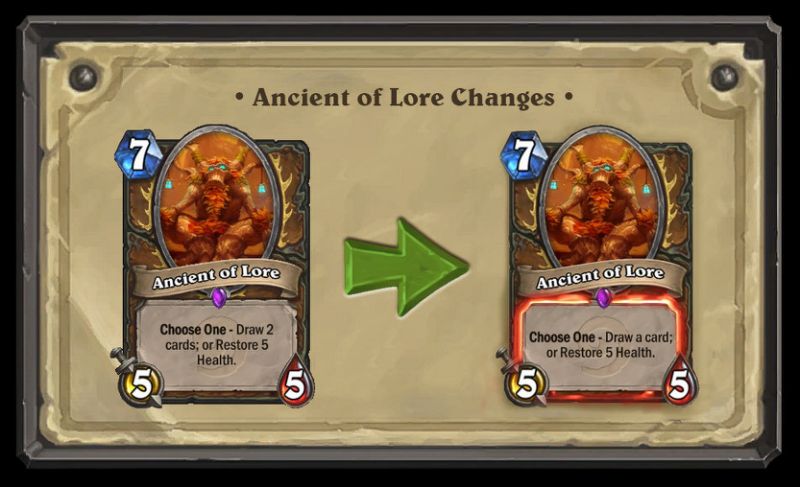 • Ancient of Lore Changes •
7
Ancient of Lore
Choose One - Draw 2
cards; or Restore 5
Health.
5
5
7
Ancient of Lore
Choose One - Draw a card;
or Restore 5 Health.
5
5